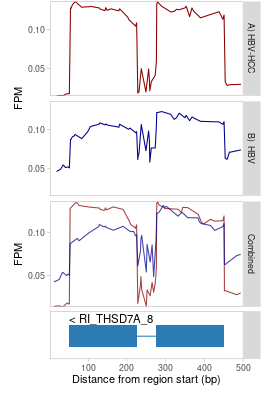 0.10
0.05
A) HBV-HCC
FPM
0.10
0.05
B) HBV
0.10
0.05
FPM
Combined
< RI_THSD7A_8
100 200 300 400 500
Distance from region start (bp)